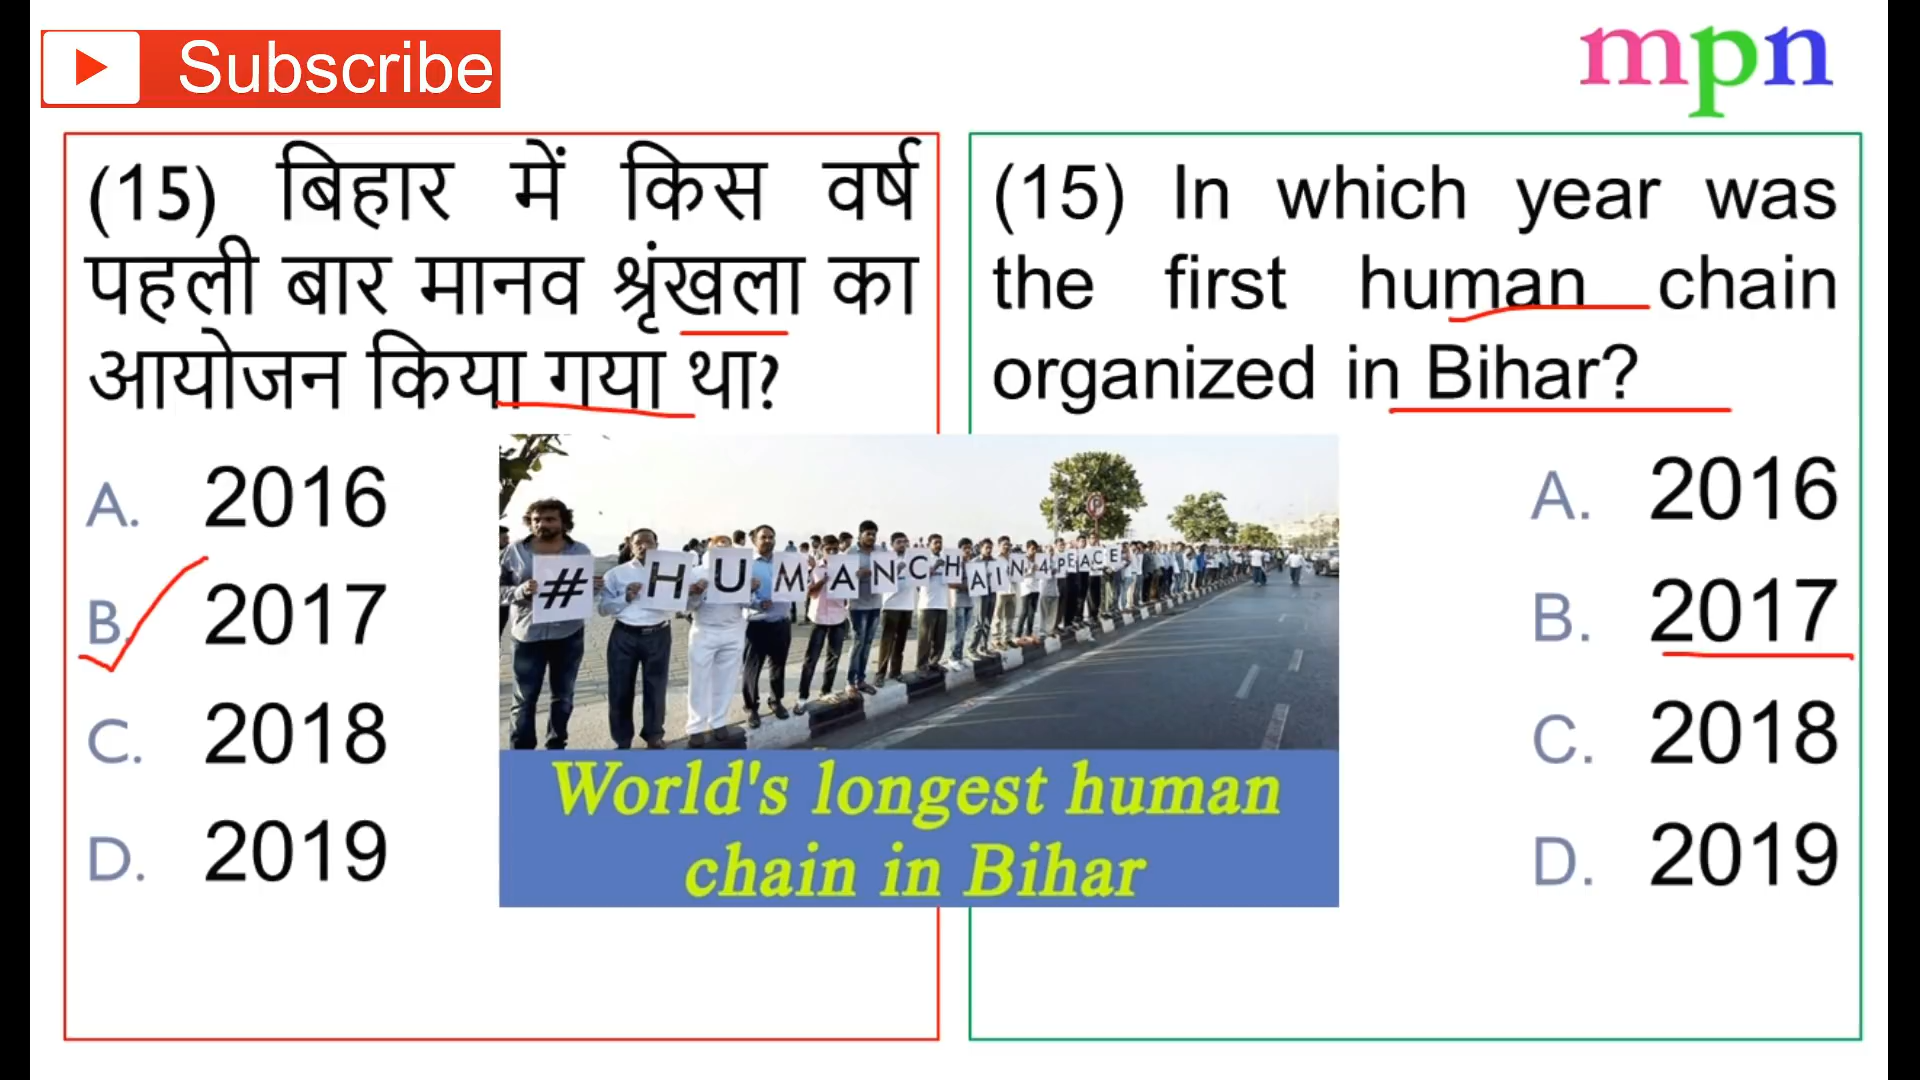 Subscribe
mpn
(15) बिहार में किस वर्ष
पहली बार मानव श्रृंखला का
आयोजन किया गया था?
A. 2016
B. 2017
C. 2018
D. 2019
(15) In which year was
the first human chain
organized in Bihar?
A. 2016
B. 2017
C. 2018
D. 2019
#HUMANCHAIN4PEACE
World's longest human
chain in Bihar